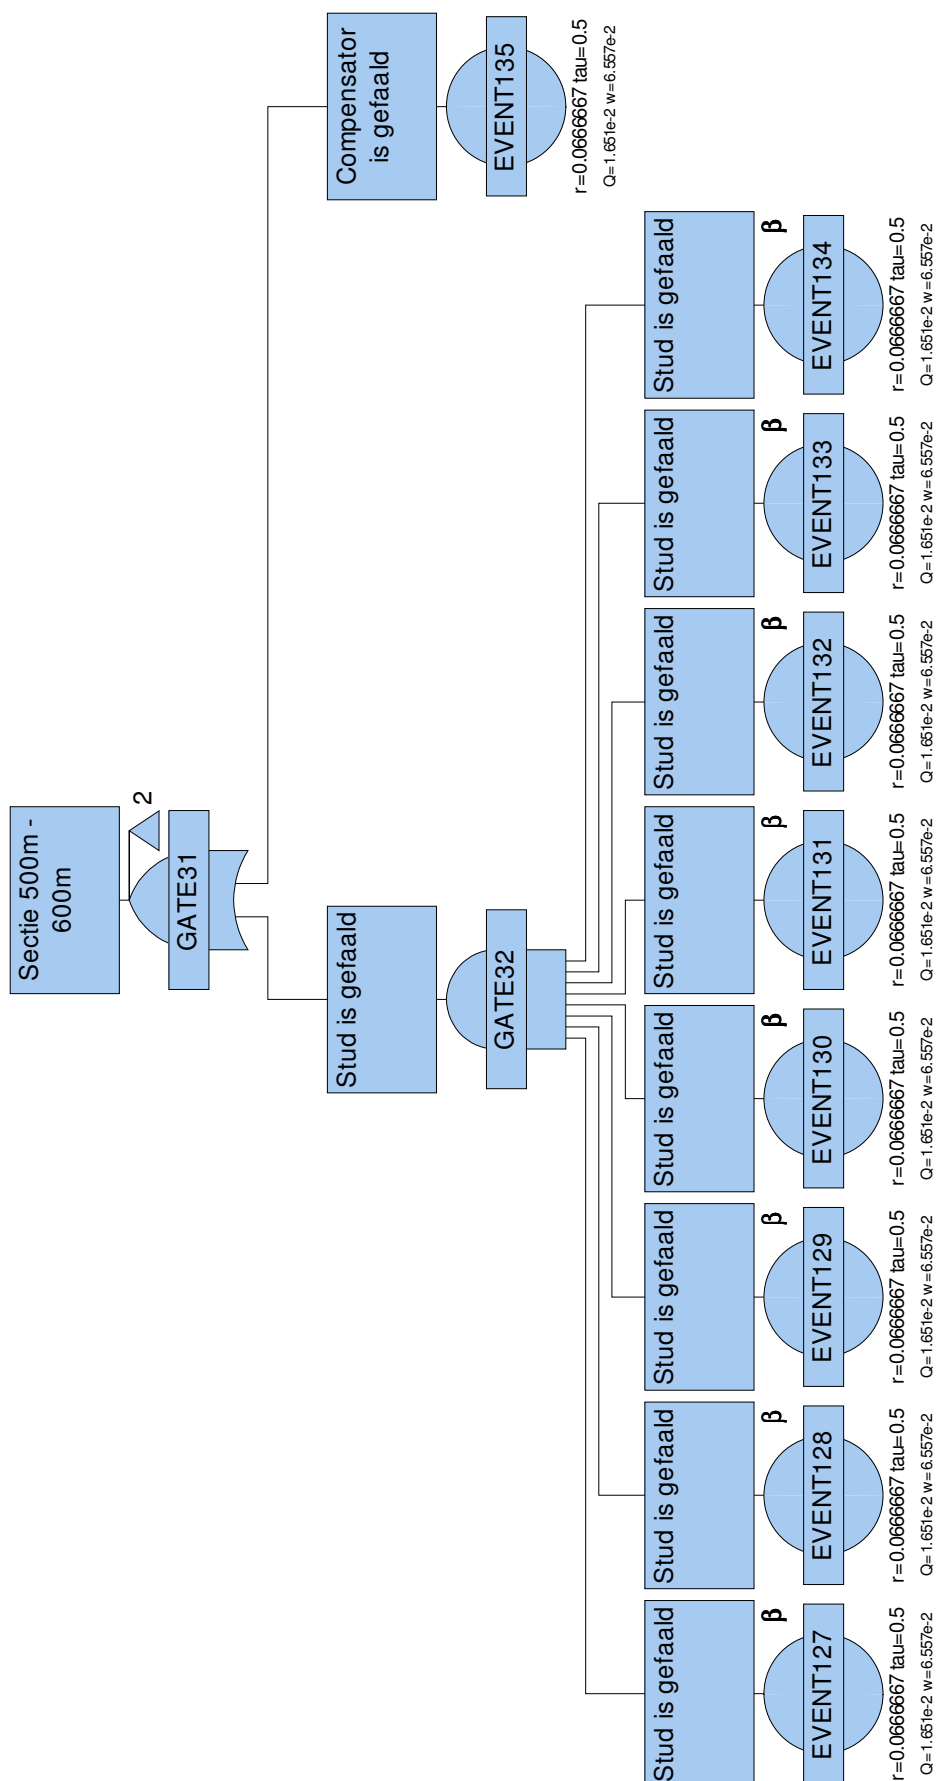 Sectie 500m -
600m
2
GATE31
Stud is gefaald
GATE32
Compensator
is gefaald
EVENT135
r=0.0666667 tau=0.5
Q=1.651e-2 w=6.557e-2
Stud is gefaald
β
EVENT127
r=0.0666667 tau=0.5
Q=1.651e-2 w=6.557e-2
Stud is gefaald
β
EVENT128
r=0.0666667 tau=0.5
Q=1.651e-2 w=6.557e-2
Stud is gefaald
β
EVENT129
r=0.0666667 tau=0.5
Q=1.651e-2 w=6.557e-2
Stud is gefaald
β
EVENT130
r=0.0666667 tau=0.5
Q=1.651e-2 w=6.557e-2
Stud is gefaald
β
EVENT131
r=0.0666667 tau=0.5
Q=1.651e-2 w=6.557e-2
Stud is gefaald
β
EVENT132
r=0.0666667 tau=0.5
Q=1.651e-2 w=6.557e-2
Stud is gefaald
β
EVENT133
r=0.0666667 tau=0.5
Q=1.651e-2 w=6.557e-2
Stud is gefaald
β
EVENT134
r=0.0666667 tau=0.5
Q=1.651e-2 w=6.557e-2